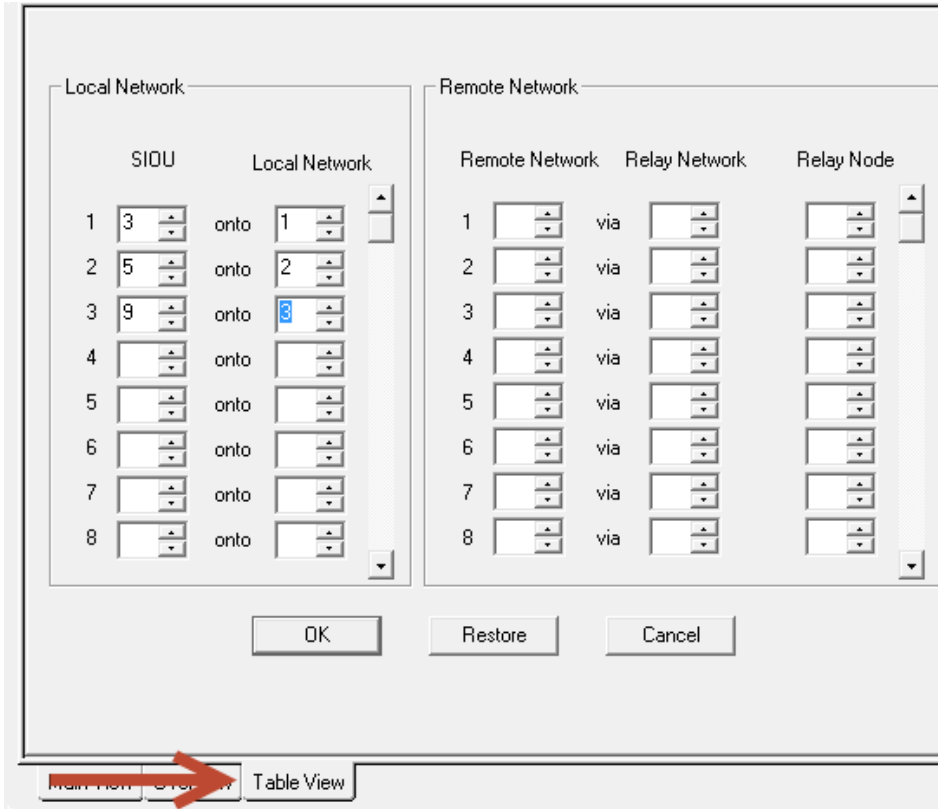 Local Network Remote Network
SIOU Local Network Remote Network Relay Network Relay Node
1 3 onto 1 1 via
2 5 onto 2 2 via
3 9 onto 3 3 via
4 onto 4 via
5 onto 5 via
6 onto 6 via
7 onto 7 via
8 onto 8 via
OK Restore Cancel
Table View